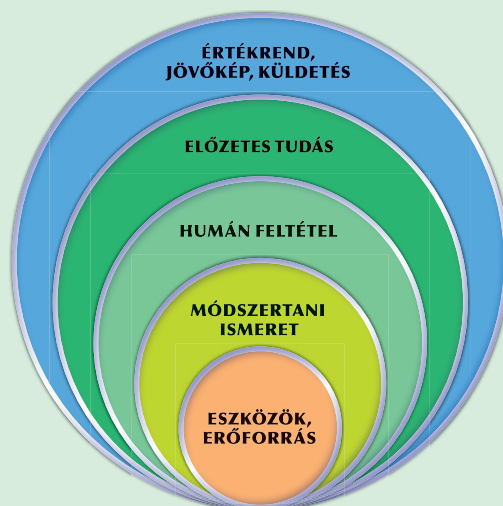 ÉRTÉKREND,
JÖVŐKÉP, KÜLDETÉS
ELŐZETES TUDÁS
HUMÁN FELTÉTEL
MÓDSZERTANI
ISMERET
ESZKÖZÖK,
ERŐFORRÁS